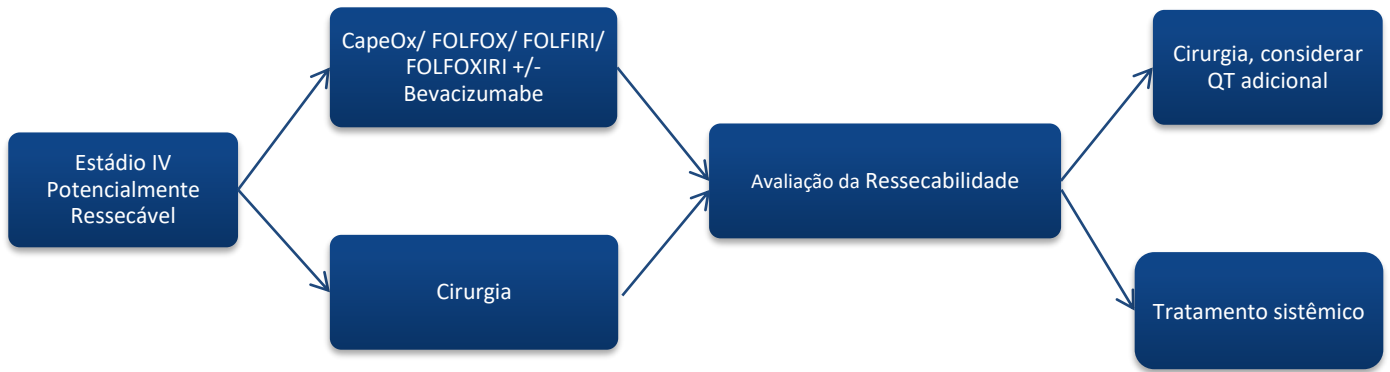 Estádio IV
Potencialmente
Ressecável
CapeOx/ FOLFOX/ FOLFIRI/
FOLFOXIRI +/-
Bevacizumabe
Cirurgia
Avaliação da Ressecabilidade
Cirurgia, considerar
QT adicional
Tratamento sistêmico